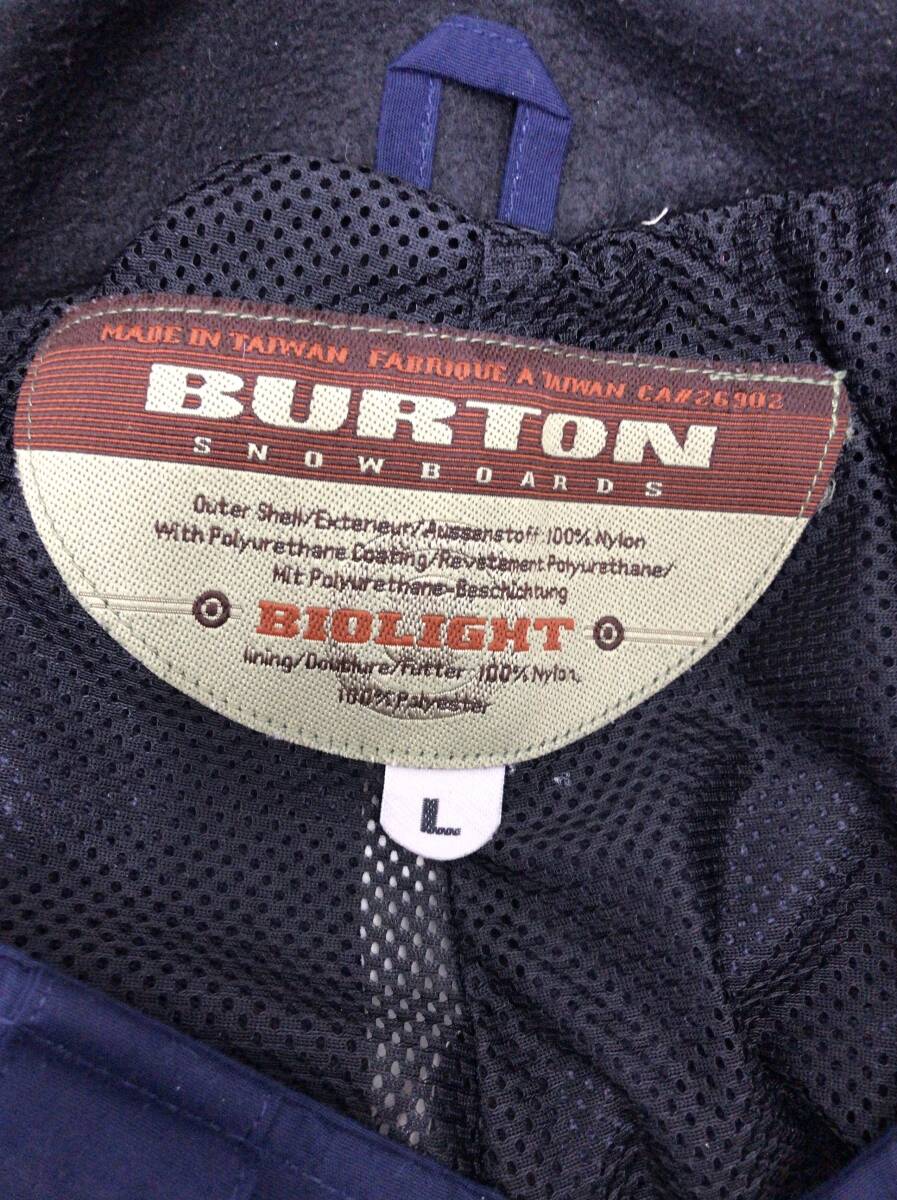 MADE IN TAIWAN FABRIQUE A TAIWAN CA#26902
BURTON
SNOWBOARDS
Outer Shell/Exterieur/Aussenstoff 100% Nylon
With Polyurethane Coating/Revetement Polyurethane/
Mit Polyurethane-Beschichtung
BIOLIGHT
Lining/Doublure/Futter 100% Nylon
100% Polyester
L